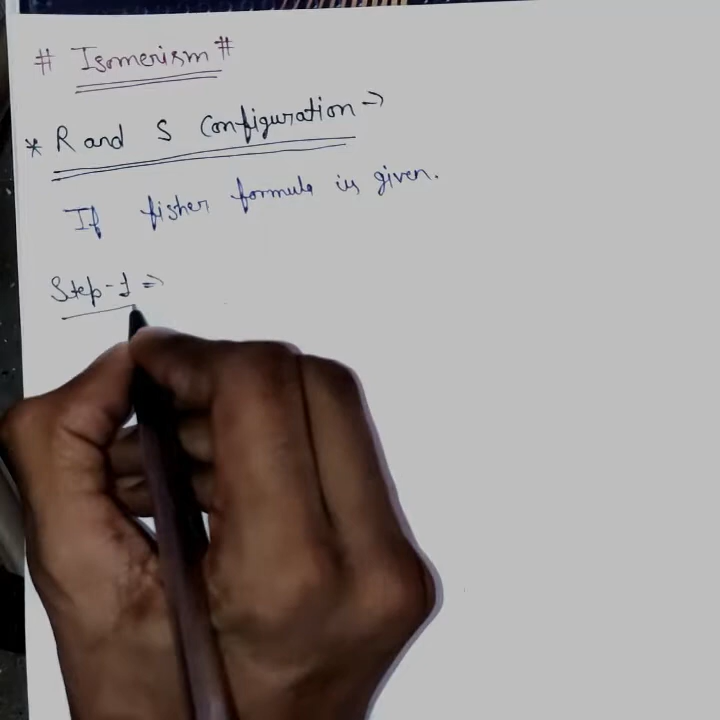 # Isomerism #
* R and S Configuration →
If fisher formula is given.
Step-1 ⇒